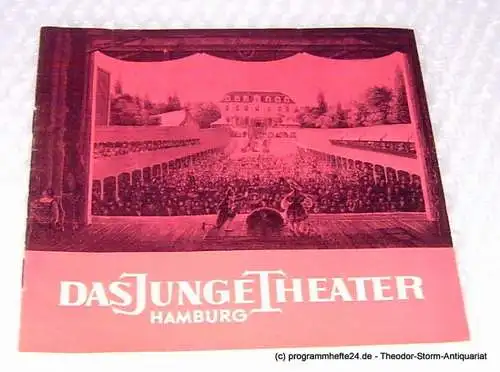 DAS JUNGE THEATER
HAMBURG
(c) programmhefte24.de - Theodor-Storm-Antiquariat